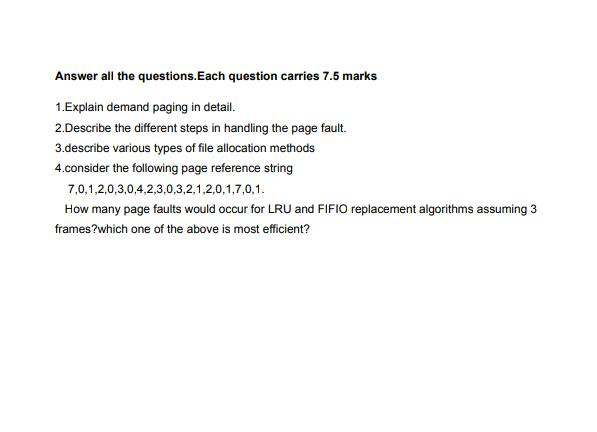 Answer all the questions.Each question carries 7.5 marks
1.Explain demand paging in detail.
2.Describe the different steps in handling the page fault.
3.describe various types of file allocation methods
4.consider the following page reference string
7,0,1,2,0,3,0,4,2,3,0,3,2,1,2,0,1,7,0,1.
How many page faults would occur for LRU and FIFIO replacement algorithms assuming 3
frames?which one of the above is most efficient?